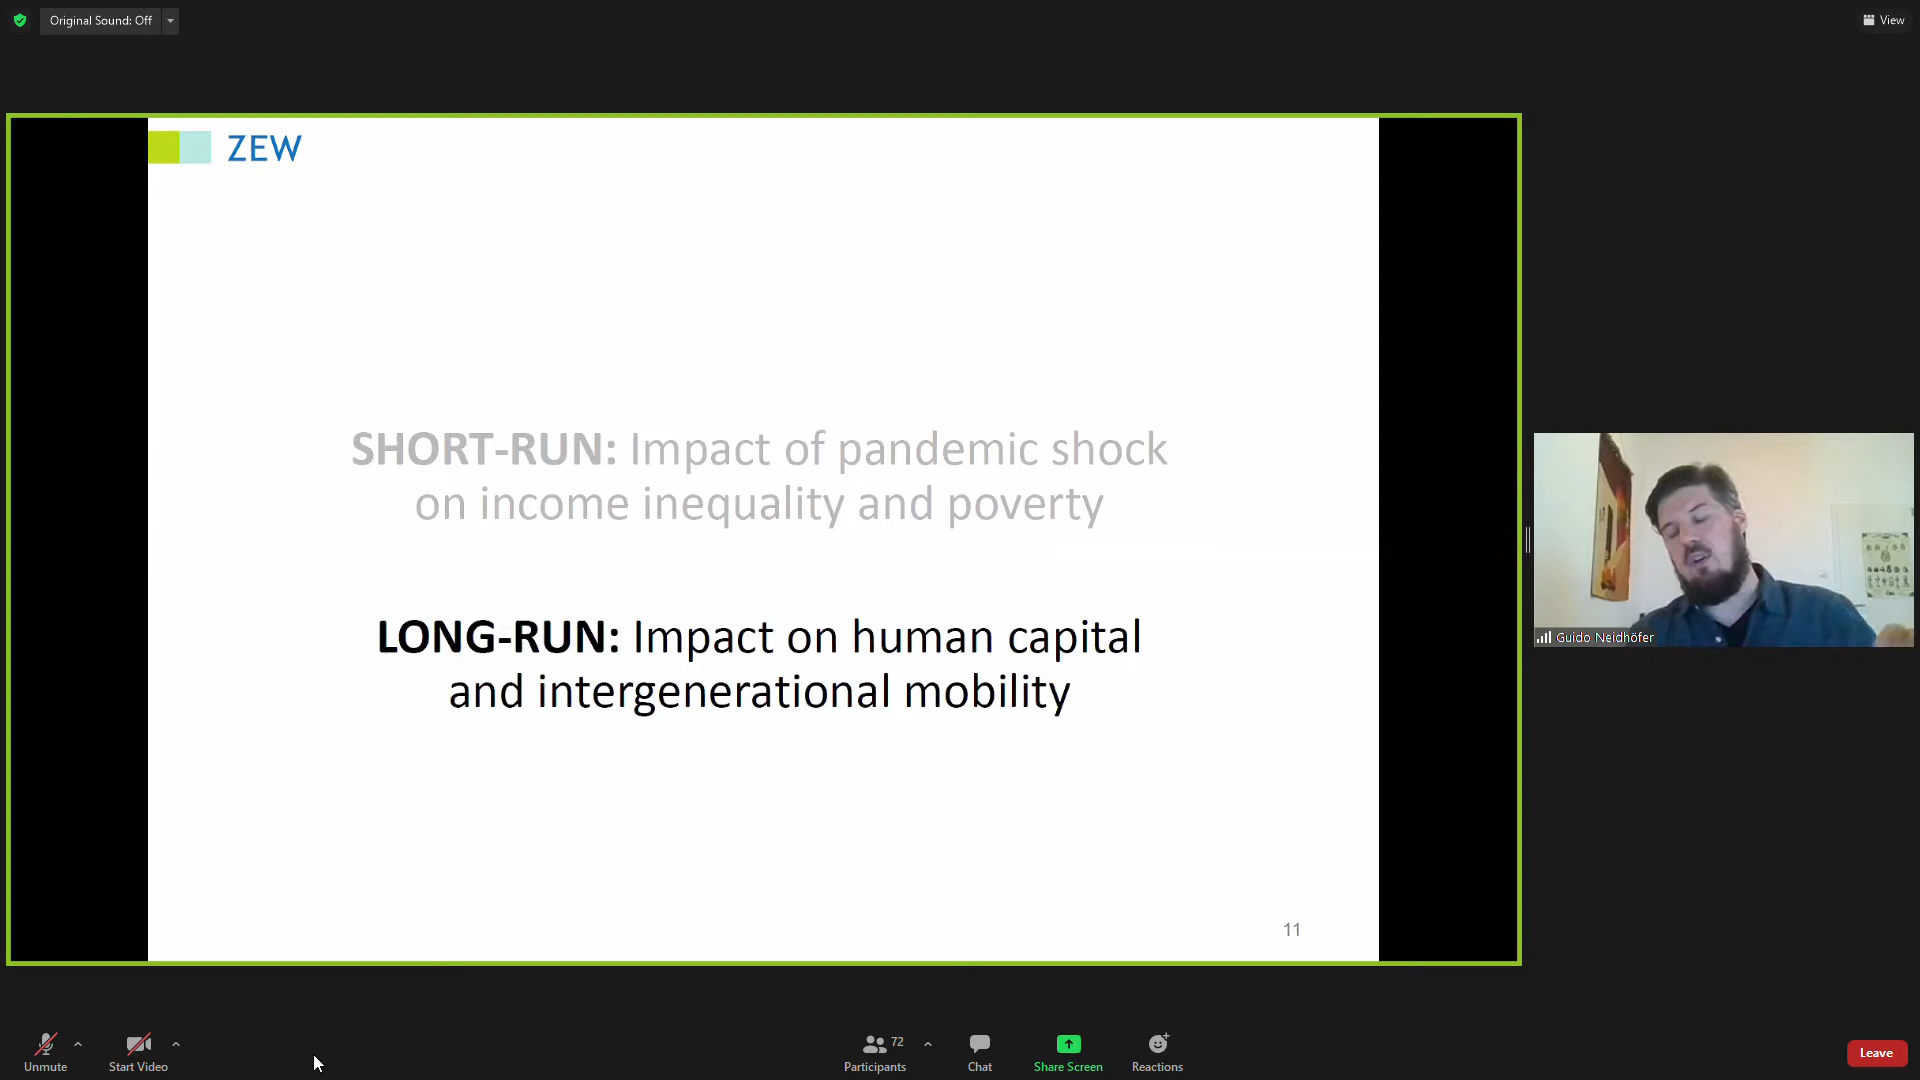 Original Sound: Off
View
ZEW
SHORT-RUN: Impact of pandemic shock
on income inequality and poverty
LONG-RUN: Impact on human capital
and intergenerational mobility
11
Guido Neidhöfer
Unmute
Start Video
72
Participants
Chat
Share Screen
Reactions
Leave